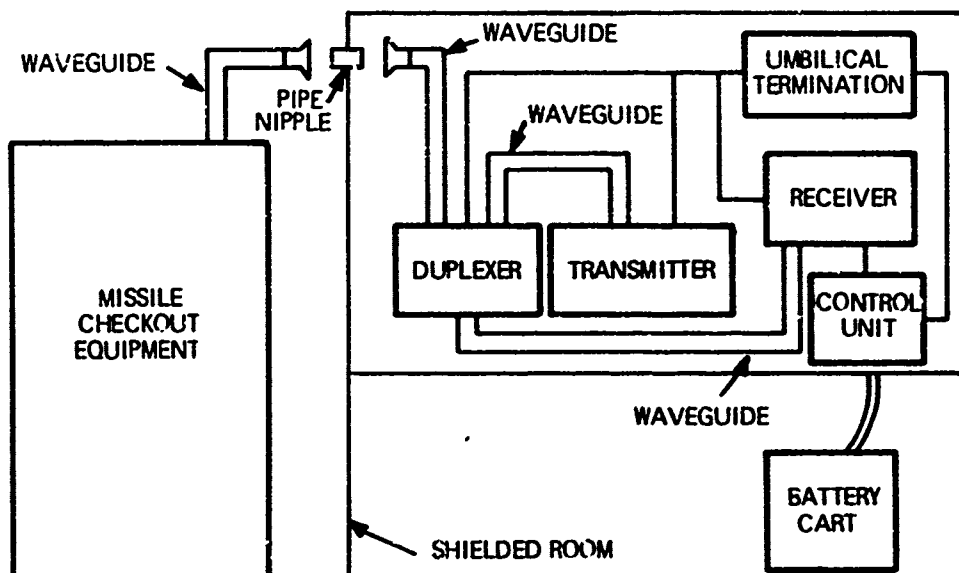 WAVEGUIDE
WAVEGUIDE
PIPE
NIPPLE
WAVEGUIDE
UMBILICAL
TERMINATION
RECEIVER
DUPLEXER
TRANSMITTER
CONTROL
UNIT
MISSILE
CHECKOUT
EQUIPMENT
WAVEGUIDE
BATTERY
CART
SHIELDED ROOM